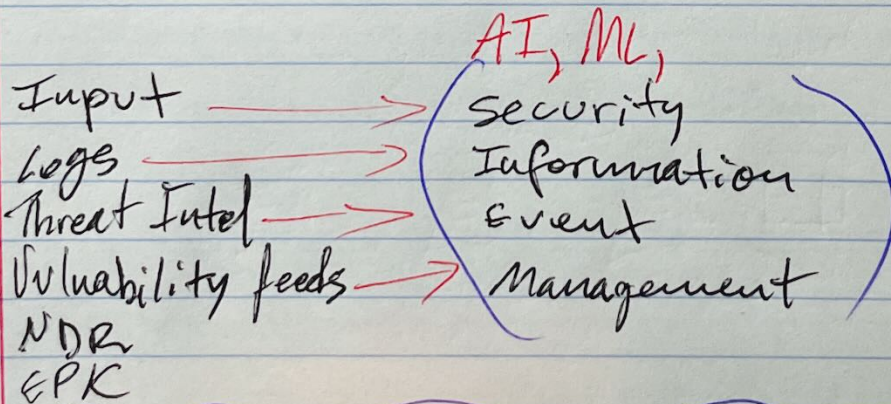 AI, ML,
Input → Security
Logs → Information
Threat Intel → Event
Vulnability feeds → Management
NDR
EPK